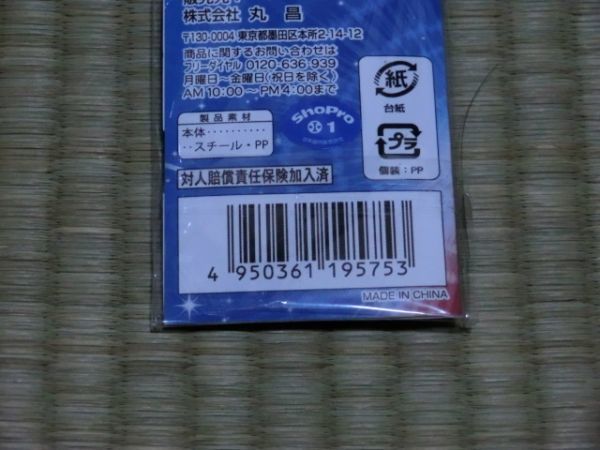 株式会社 丸 昌
〒130-0004 東京都墨田区本所2-14-12
商品に関するお問い合わせは
フリーダイヤル 0120-636-939
月曜日〜金曜日(祝日を除く)
AM 10:00〜PM 4:00まで
製品素材
本体‥‥‥‥‥
‥スチール・PP
ShoPro
1
紙
台紙
プラ
個装:PP
対人賠償責任保険加入済
4 950361 195753
MADE IN CHINA